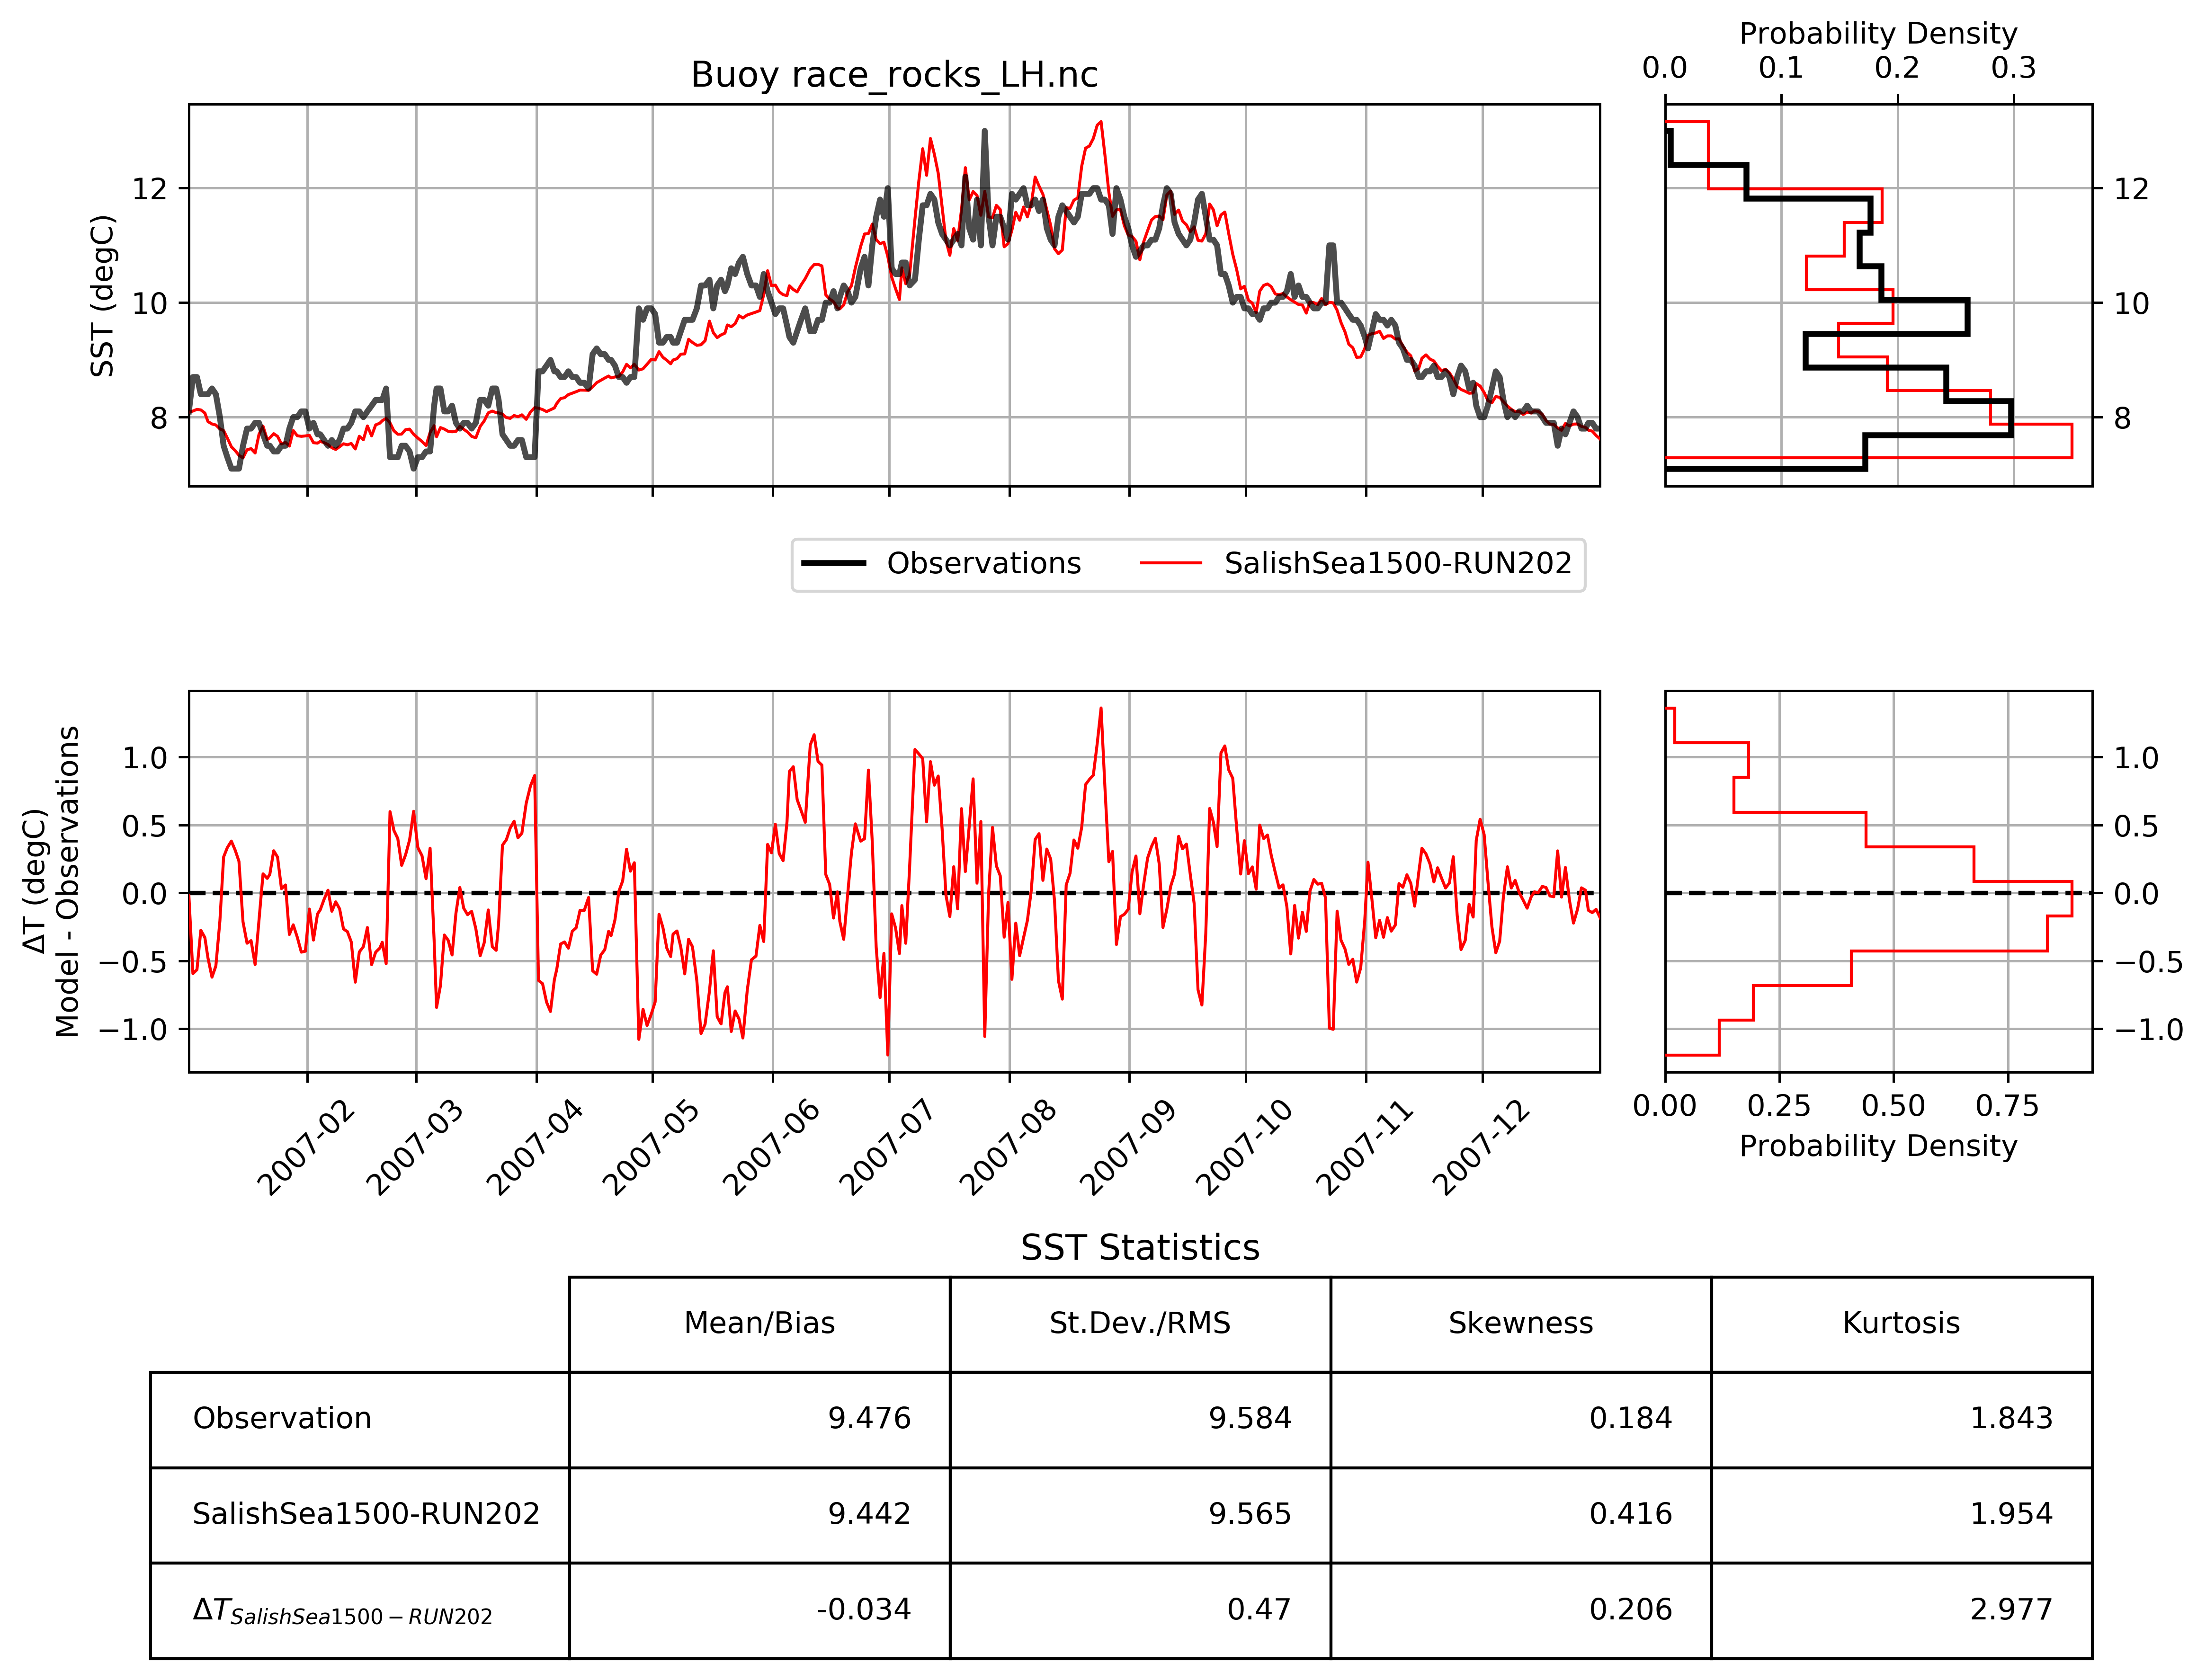 Probability Density
0.0 0.1 0.2 0.3
Buoy race_rocks_LH.nc
SST (degC)
12
10
8
12
10
8
Observations SalishSea1500-RUN202
ΔT (degC)
Model - Observations
1.0
0.5
0.0
−0.5
−1.0
1.0
0.5
0.0
−0.5
−1.0
2007-02 2007-03 2007-04 2007-05 2007-06 2007-07 2007-08 2007-09 2007-10 2007-11 2007-12
0.00 0.25 0.50 0.75
Probability Density
SST Statistics
Mean/Bias St.Dev./RMS Skewness Kurtosis
Observation 9.476 9.584 0.184 1.843
SalishSea1500-RUN202 9.442 9.565 0.416 1.954
ΔT SalishSea1500−RUN202 -0.034 0.47 0.206 2.977